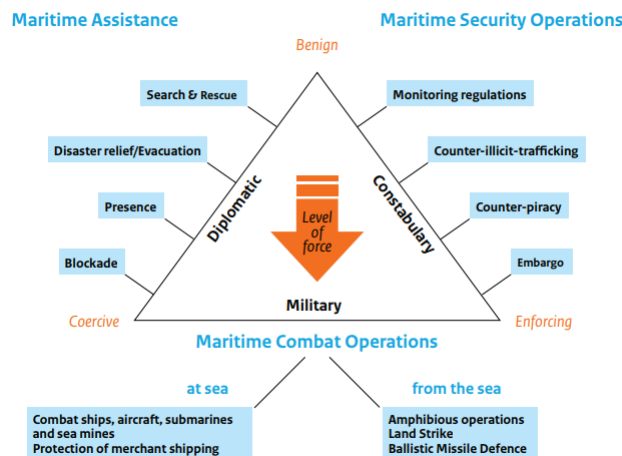 Maritime Assistance
Maritime Security Operations
Benign
Search & Rescue
Monitoring regulations
Disaster relief/Evacuation
Counter-illicit-trafficking
Diplomatic
Constabulary
Presence
Level
of
force
Counter-piracy
Blockade
Embargo
Military
Coercive
Enforcing
Maritime Combat Operations
at sea
from the sea
Combat ships, aircraft, submarines
and sea mines
Protection of merchant shipping
Amphibious operations
Land Strike
Ballistic Missile Defence